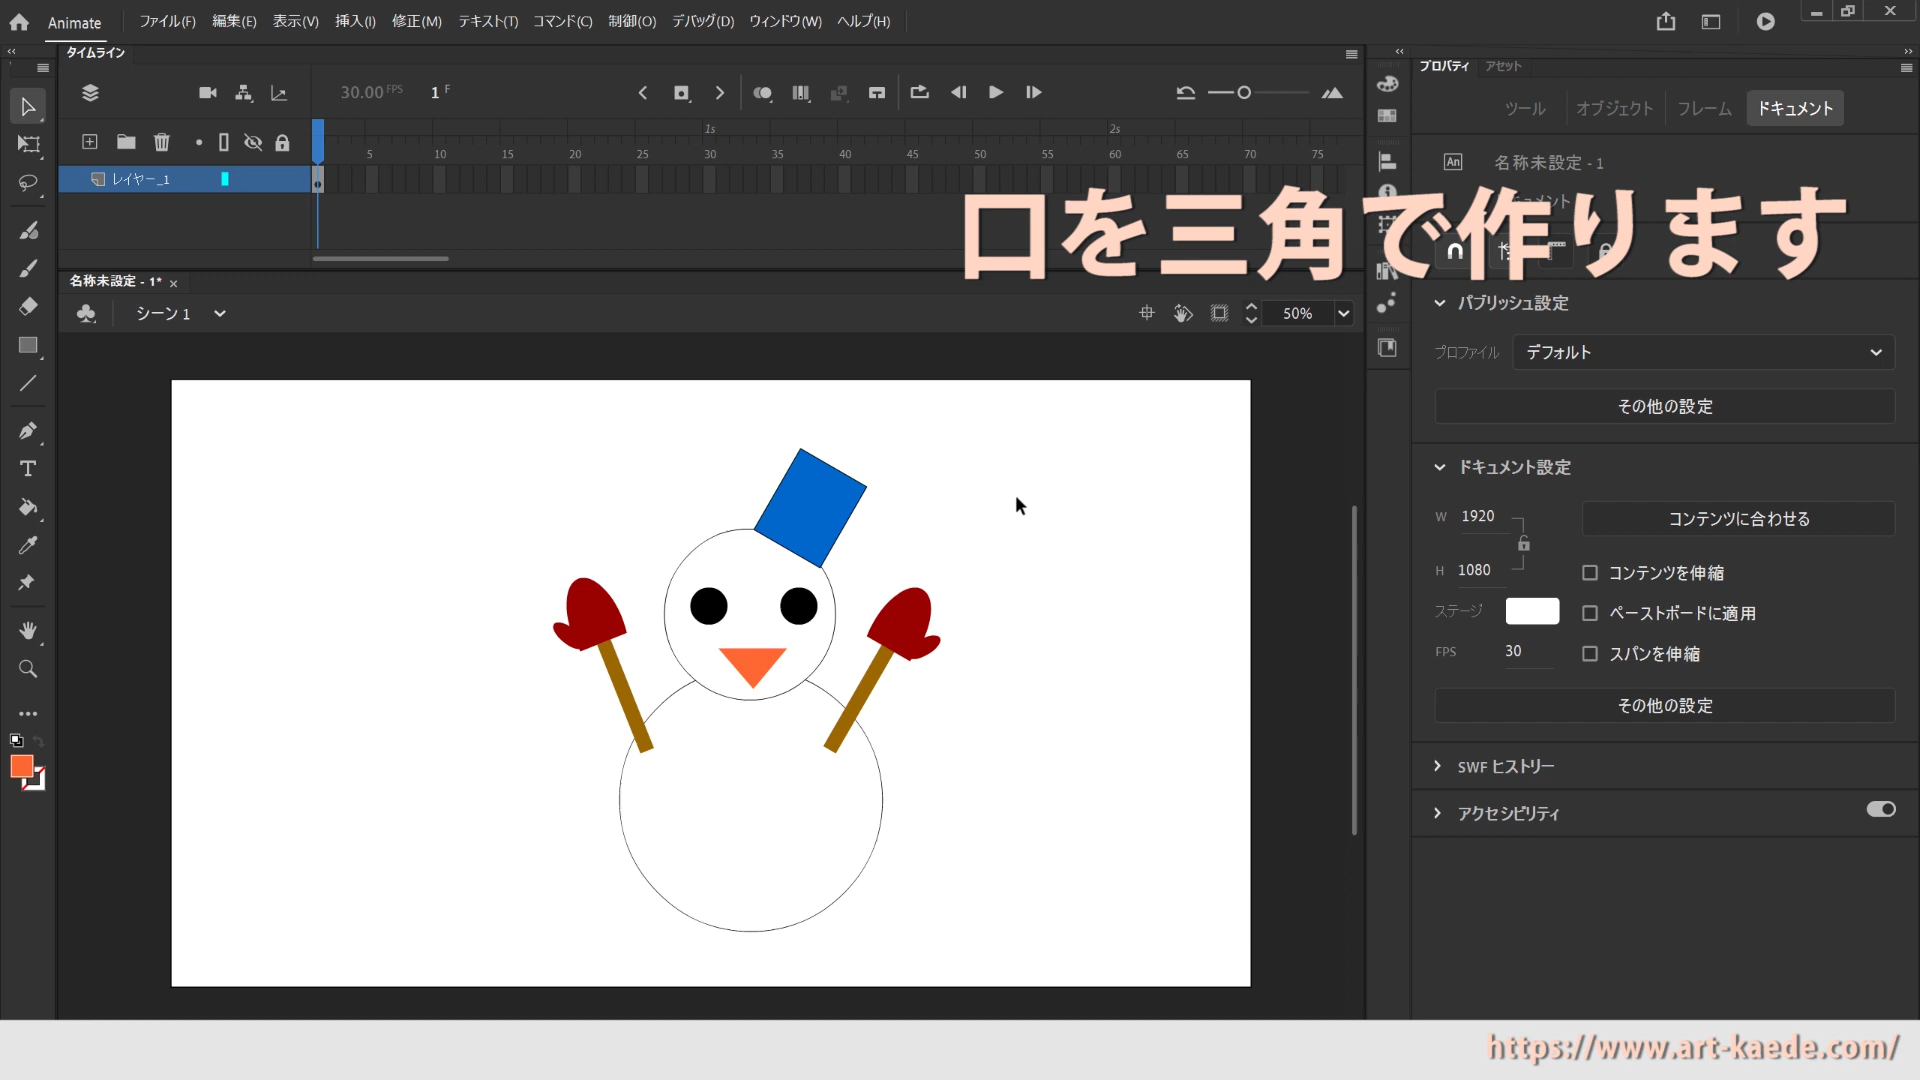 Animate ファイル(F) 編集(E) 表示(V) 挿入(I) 修正(M) テキスト(T) コマンド(C) 制御(O) デバッグ(D) ウィンドウ(W) ヘルプ(H)
タイムライン
プロパティ アセット
30.00 FPS 1 F
ツール オブジェクト フレーム ドキュメント
1s 2s
5 10 15 20 25 30 35 40 45 50 55 60 65 70 75
レイヤー_1
An 名称未設定 - 1
口を三角で作ります
名称未設定 - 1* ×
シーン 1
50%
パブリッシュ設定
プロファイル デフォルト
その他の設定
ドキュメント設定
W 1920 コンテンツに合わせる
H 1080 コンテンツを伸縮
ステージ ペーストボードに適用
FPS 30 スパンを伸縮
その他の設定
SWF ヒストリー
アクセシビリティ
https://www.art-kaede.com/